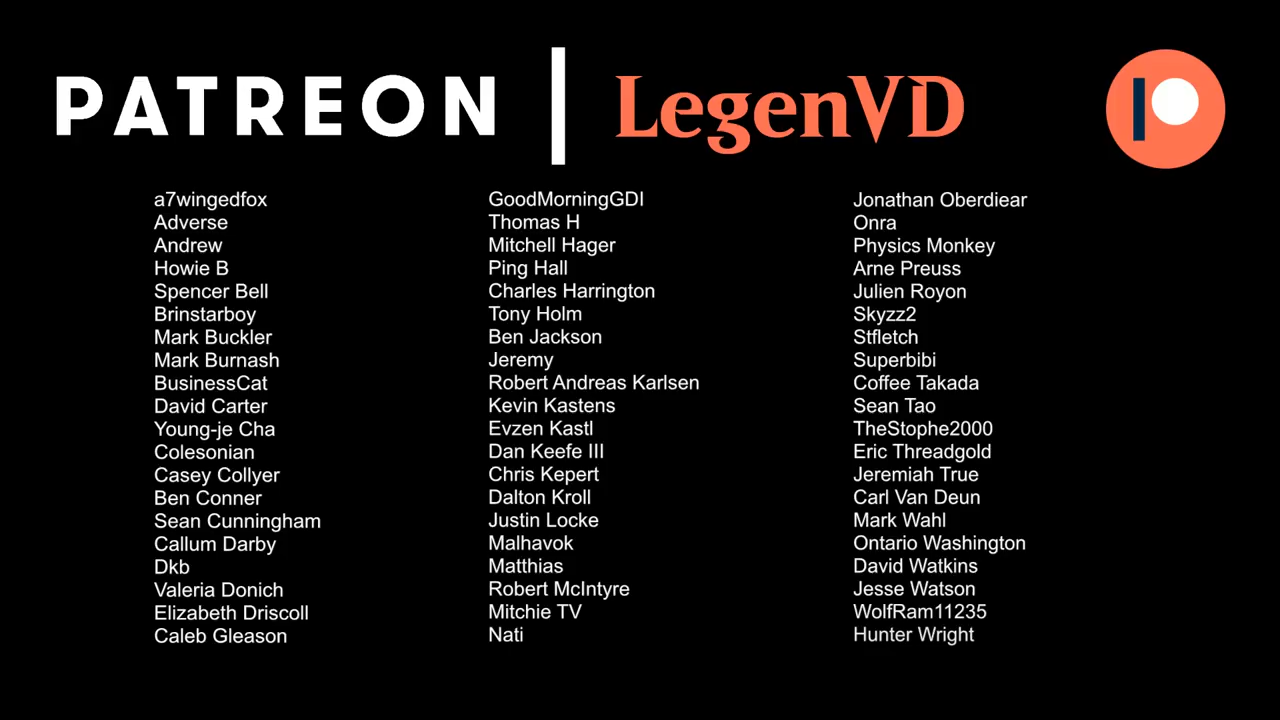 PATREON | LegenVD
a7wingedfox
Adverse
Andrew
Howie B
Spencer Bell
Brinstarboy
Mark Buckler
Mark Burnash
BusinessCat
David Carter
Young-je Cha
Colesonian
Casey Collyer
Ben Conner
Sean Cunningham
Callum Darby
Dkb
Valeria Donich
Elizabeth Driscoll
Caleb Gleason
GoodMorningGDI
Thomas H
Mitchell Hager
Ping Hall
Charles Harrington
Tony Holm
Ben Jackson
Jeremy
Robert Andreas Karlsen
Kevin Kastens
Evzen Kastl
Dan Keefe III
Chris Kepert
Dalton Kroll
Justin Locke
Malhavok
Matthias
Robert McIntyre
Mitchie TV
Nati
Jonathan Oberdiear
Onra
Physics Monkey
Arne Preuss
Julien Royon
Skyzz2
Stfletch
Superbibi
Coffee Takada
Sean Tao
TheStophe2000
Eric Threadgold
Jeremiah True
Carl Van Deun
Mark Wahl
Ontario Washington
David Watkins
Jesse Watson
WolfRam11235
Hunter Wright